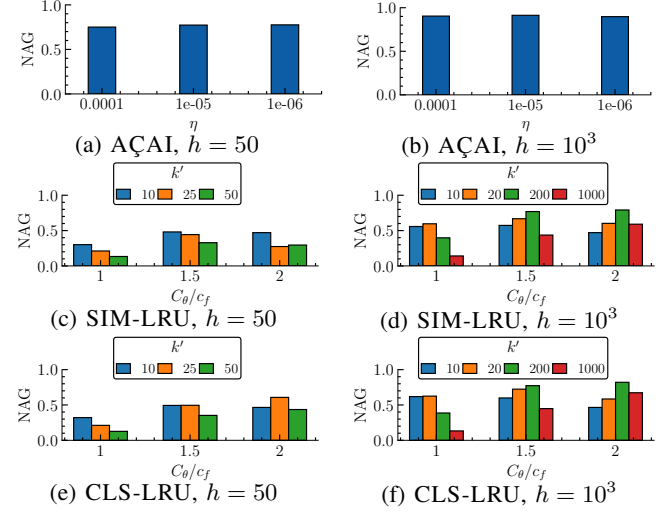 NAG
1.0
0.5
0.0
0.0001
1e-05
1e-06
η
(a) AÇAI, h = 50
NAG
1.0
0.5
0.0
0.0001
1e-05
1e-06
η
(b) AÇAI, h = 10³
k′
10 25 50
NAG
1.0
0.5
0.0
1
1.5
2
C_θ/c_f
(c) SIM-LRU, h = 50
k′
10 20 200 1000
NAG
1.0
0.5
0.0
1
1.5
2
C_θ/c_f
(d) SIM-LRU, h = 10³
k′
10 25 50
NAG
1.0
0.5
0.0
1
1.5
2
C_θ/c_f
(e) CLS-LRU, h = 50
k′
10 20 200 1000
NAG
1.0
0.5
0.0
1
1.5
2
C_θ/c_f
(f) CLS-LRU, h = 10³